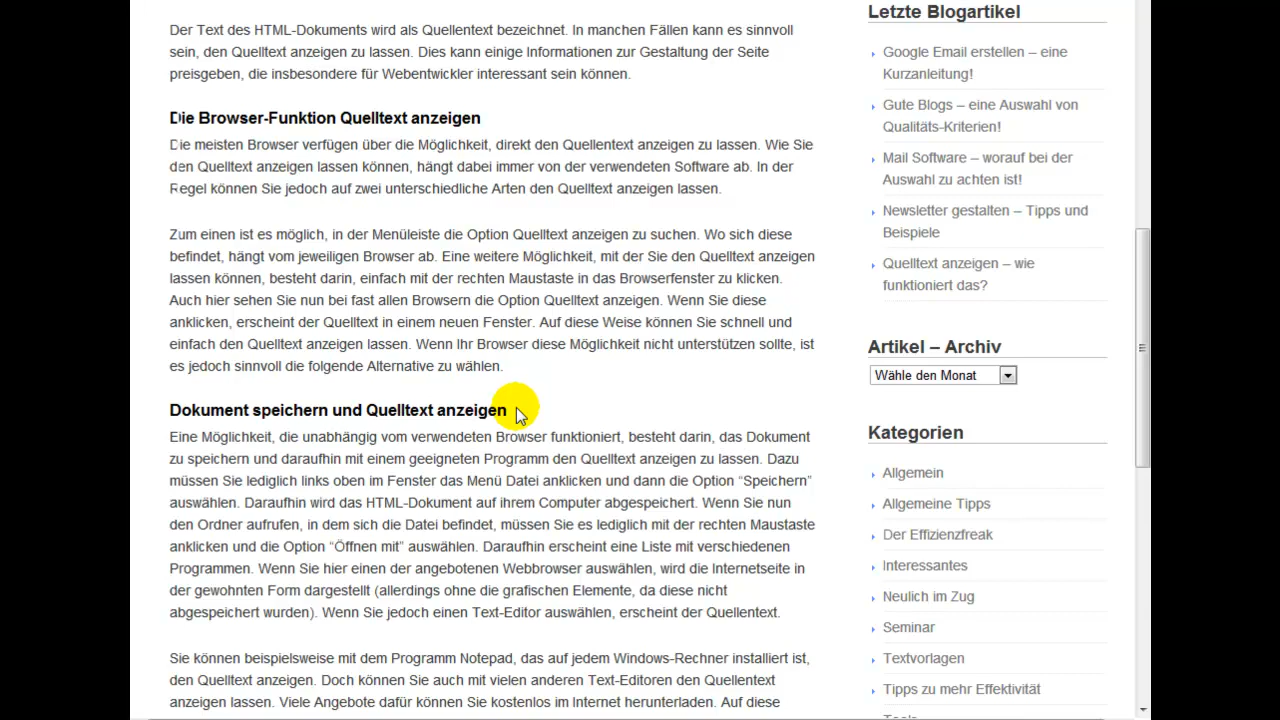 Der Text des HTML-Dokuments wird als Quellentext bezeichnet. In manchen Fällen kann es sinnvoll
sein, den Quelltext anzeigen zu lassen. Dies kann einige Informationen zur Gestaltung der Seite
preisgeben, die insbesondere für Webentwickler interessant sein können.
Die Browser-Funktion Quelltext anzeigen
Die meisten Browser verfügen über die Möglichkeit, direkt den Quellentext anzeigen zu lassen. Wie Sie
den Quelltext anzeigen lassen können, hängt dabei immer von der verwendeten Software ab. In der
Regel können Sie jedoch auf zwei unterschiedliche Arten den Quelltext anzeigen lassen.
Zum einen ist es möglich, in der Menüleiste die Option Quelltext anzeigen zu suchen. Wo sich diese
befindet, hängt vom jeweiligen Browser ab. Eine weitere Möglichkeit, mit der Sie den Quelltext anzeigen
lassen können, besteht darin, einfach mit der rechten Maustaste in das Browserfenster zu klicken.
Auch hier sehen Sie nun bei fast allen Browsern die Option Quelltext anzeigen. Wenn Sie diese
anklicken, erscheint der Quelltext in einem neuen Fenster. Auf diese Weise können Sie schnell und
einfach den Quelltext anzeigen lassen. Wenn Ihr Browser diese Möglichkeit nicht unterstützen sollte, ist
es jedoch sinnvoll die folgende Alternative zu wählen.
Dokument speichern und Quelltext anzeigen
Eine Möglichkeit, die unabhängig vom verwendeten Browser funktioniert, besteht darin, das Dokument
zu speichern und daraufhin mit einem geeigneten Programm den Quelltext anzeigen zu lassen. Dazu
müssen Sie lediglich links oben im Fenster das Menü Datei anklicken und dann die Option “Speichern”
auswählen. Daraufhin wird das HTML-Dokument auf ihrem Computer abgespeichert. Wenn Sie nun
den Ordner aufrufen, in dem sich die Datei befindet, müssen Sie es lediglich mit der rechten Maustaste
anklicken und die Option “Öffnen mit” auswählen. Daraufhin erscheint eine Liste mit verschiedenen
Programmen. Wenn Sie hier einen der angebotenen Webbrowser auswählen, wird die Internetseite in
der gewohnten Form dargestellt (allerdings ohne die grafischen Elemente, da diese nicht
abgespeichert wurden). Wenn Sie jedoch einen Text-Editor auswählen, erscheint der Quellentext.
Sie können beispielsweise mit dem Programm Notepad, das auf jedem Windows-Rechner installiert ist,
den Quelltext anzeigen. Doch können Sie auch mit vielen anderen Text-Editoren den Quellentext
anzeigen lassen. Viele Angebote dafür können Sie kostenlos im Internet herunterladen. Auf diese
Letzte Blogartikel
Google Email erstellen – eine
Kurzanleitung!
Gute Blogs – eine Auswahl von
Qualitäts-Kriterien!
Mail Software – worauf bei der
Auswahl zu achten ist!
Newsletter gestalten – Tipps und
Beispiele
Quelltext anzeigen – wie
funktioniert das?
Artikel – Archiv
Wähle den Monat
Kategorien
Allgemein
Allgemeine Tipps
Der Effizienzfreak
Interessantes
Neulich im Zug
Seminar
Textvorlagen
Tipps zu mehr Effektivität